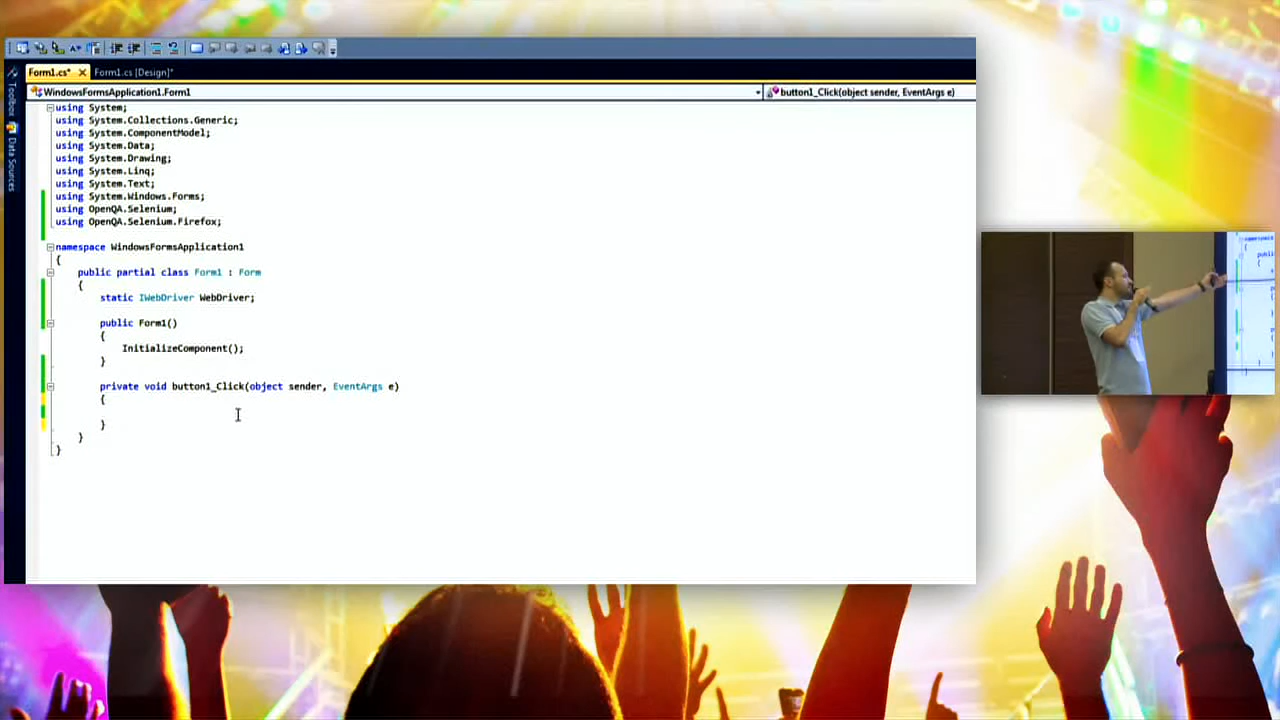 Form1.cs*
Form1.cs [Design]*
WindowsFormsApplication1.Form1
button1_Click(object sender, EventArgs e)
Toolbox
Data Sources
using System;
using System.Collections.Generic;
using System.ComponentModel;
using System.Data;
using System.Drawing;
using System.Linq;
using System.Text;
using System.Windows.Forms;
using OpenQA.Selenium;
using OpenQA.Selenium.Firefox;
namespace WindowsFormsApplication1
{
public partial class Form1 : Form
{
static IWebDriver WebDriver;
public Form1()
{
InitializeComponent();
}
private void button1_Click(object sender, EventArgs e)
{
}
}
}